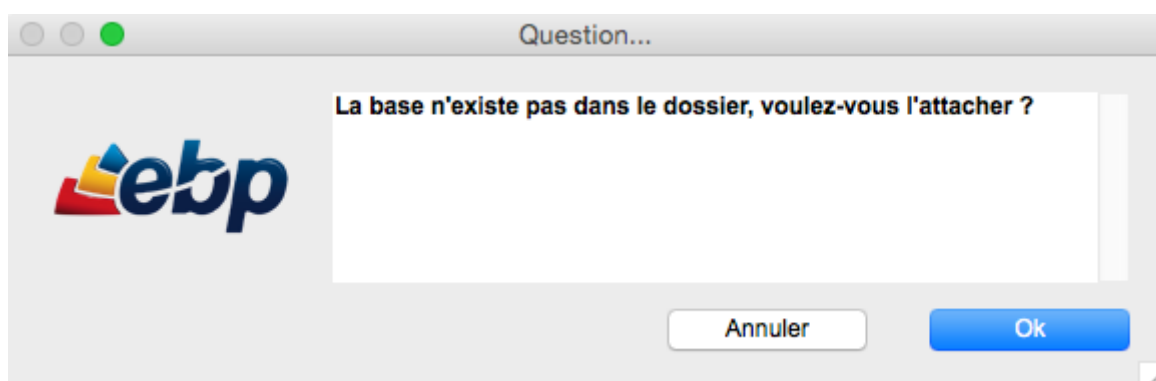 Question...
La base n'existe pas dans le dossier, voulez-vous l'attacher ?
ebp
Annuler
Ok